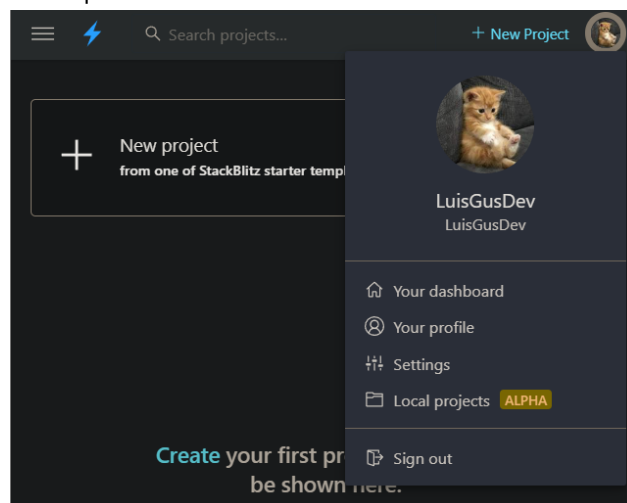 Search projects...
+ New Project
New project
from one of StackBlitz starter templ
LuisGusDev
LuisGusDev
Your dashboard
Your profile
Settings
Local projects ALPHA
Sign out
Create your first pr
be shown here.